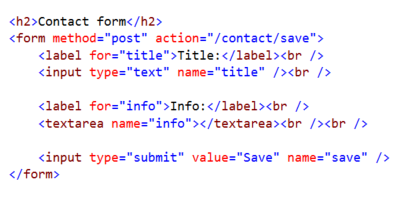 <h2>Contact form</h2>
<form method="post" action="/contact/save">
    <label for="title">Title:</label><br />
    <input type="text" name="title" /><br />

    <label for="info">Info:</label><br />
    <textarea name="info"></textarea><br /><br />

    <input type="submit" value="Save" name="save" />
</form>